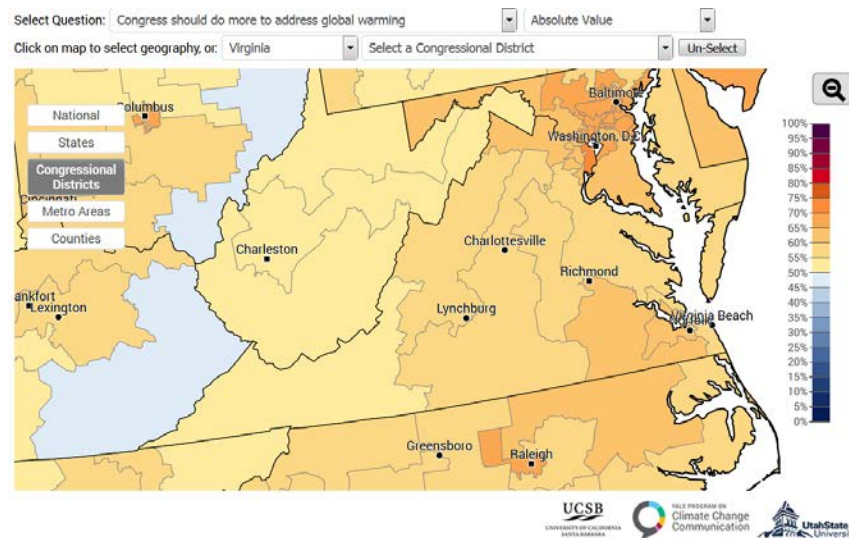 Select Question: Congress should do more to address global warming Absolute Value
Click on map to select geography, or: Virginia Select a Congressional District Un-Select
National
States
Congressional
Districts
Metro Areas
Counties
Columbus
Cincinnati
Baltimore
Washington, D.C.
Charleston
Charlottesville
Richmond
ankfort
Lexington
Lynchburg
Virginia Beach
Norfolk
Greensboro
Raleigh
100%
95%
90%
85%
80%
75%
70%
65%
60%
55%
50%
45%
40%
35%
30%
25%
20%
15%
10%
5%
0%
UCSB
UNIVERSITY OF CALIFORNIA
SANTA BARBARA
YALE PROGRAM ON
Climate Change
Communication
UtahState
Universi